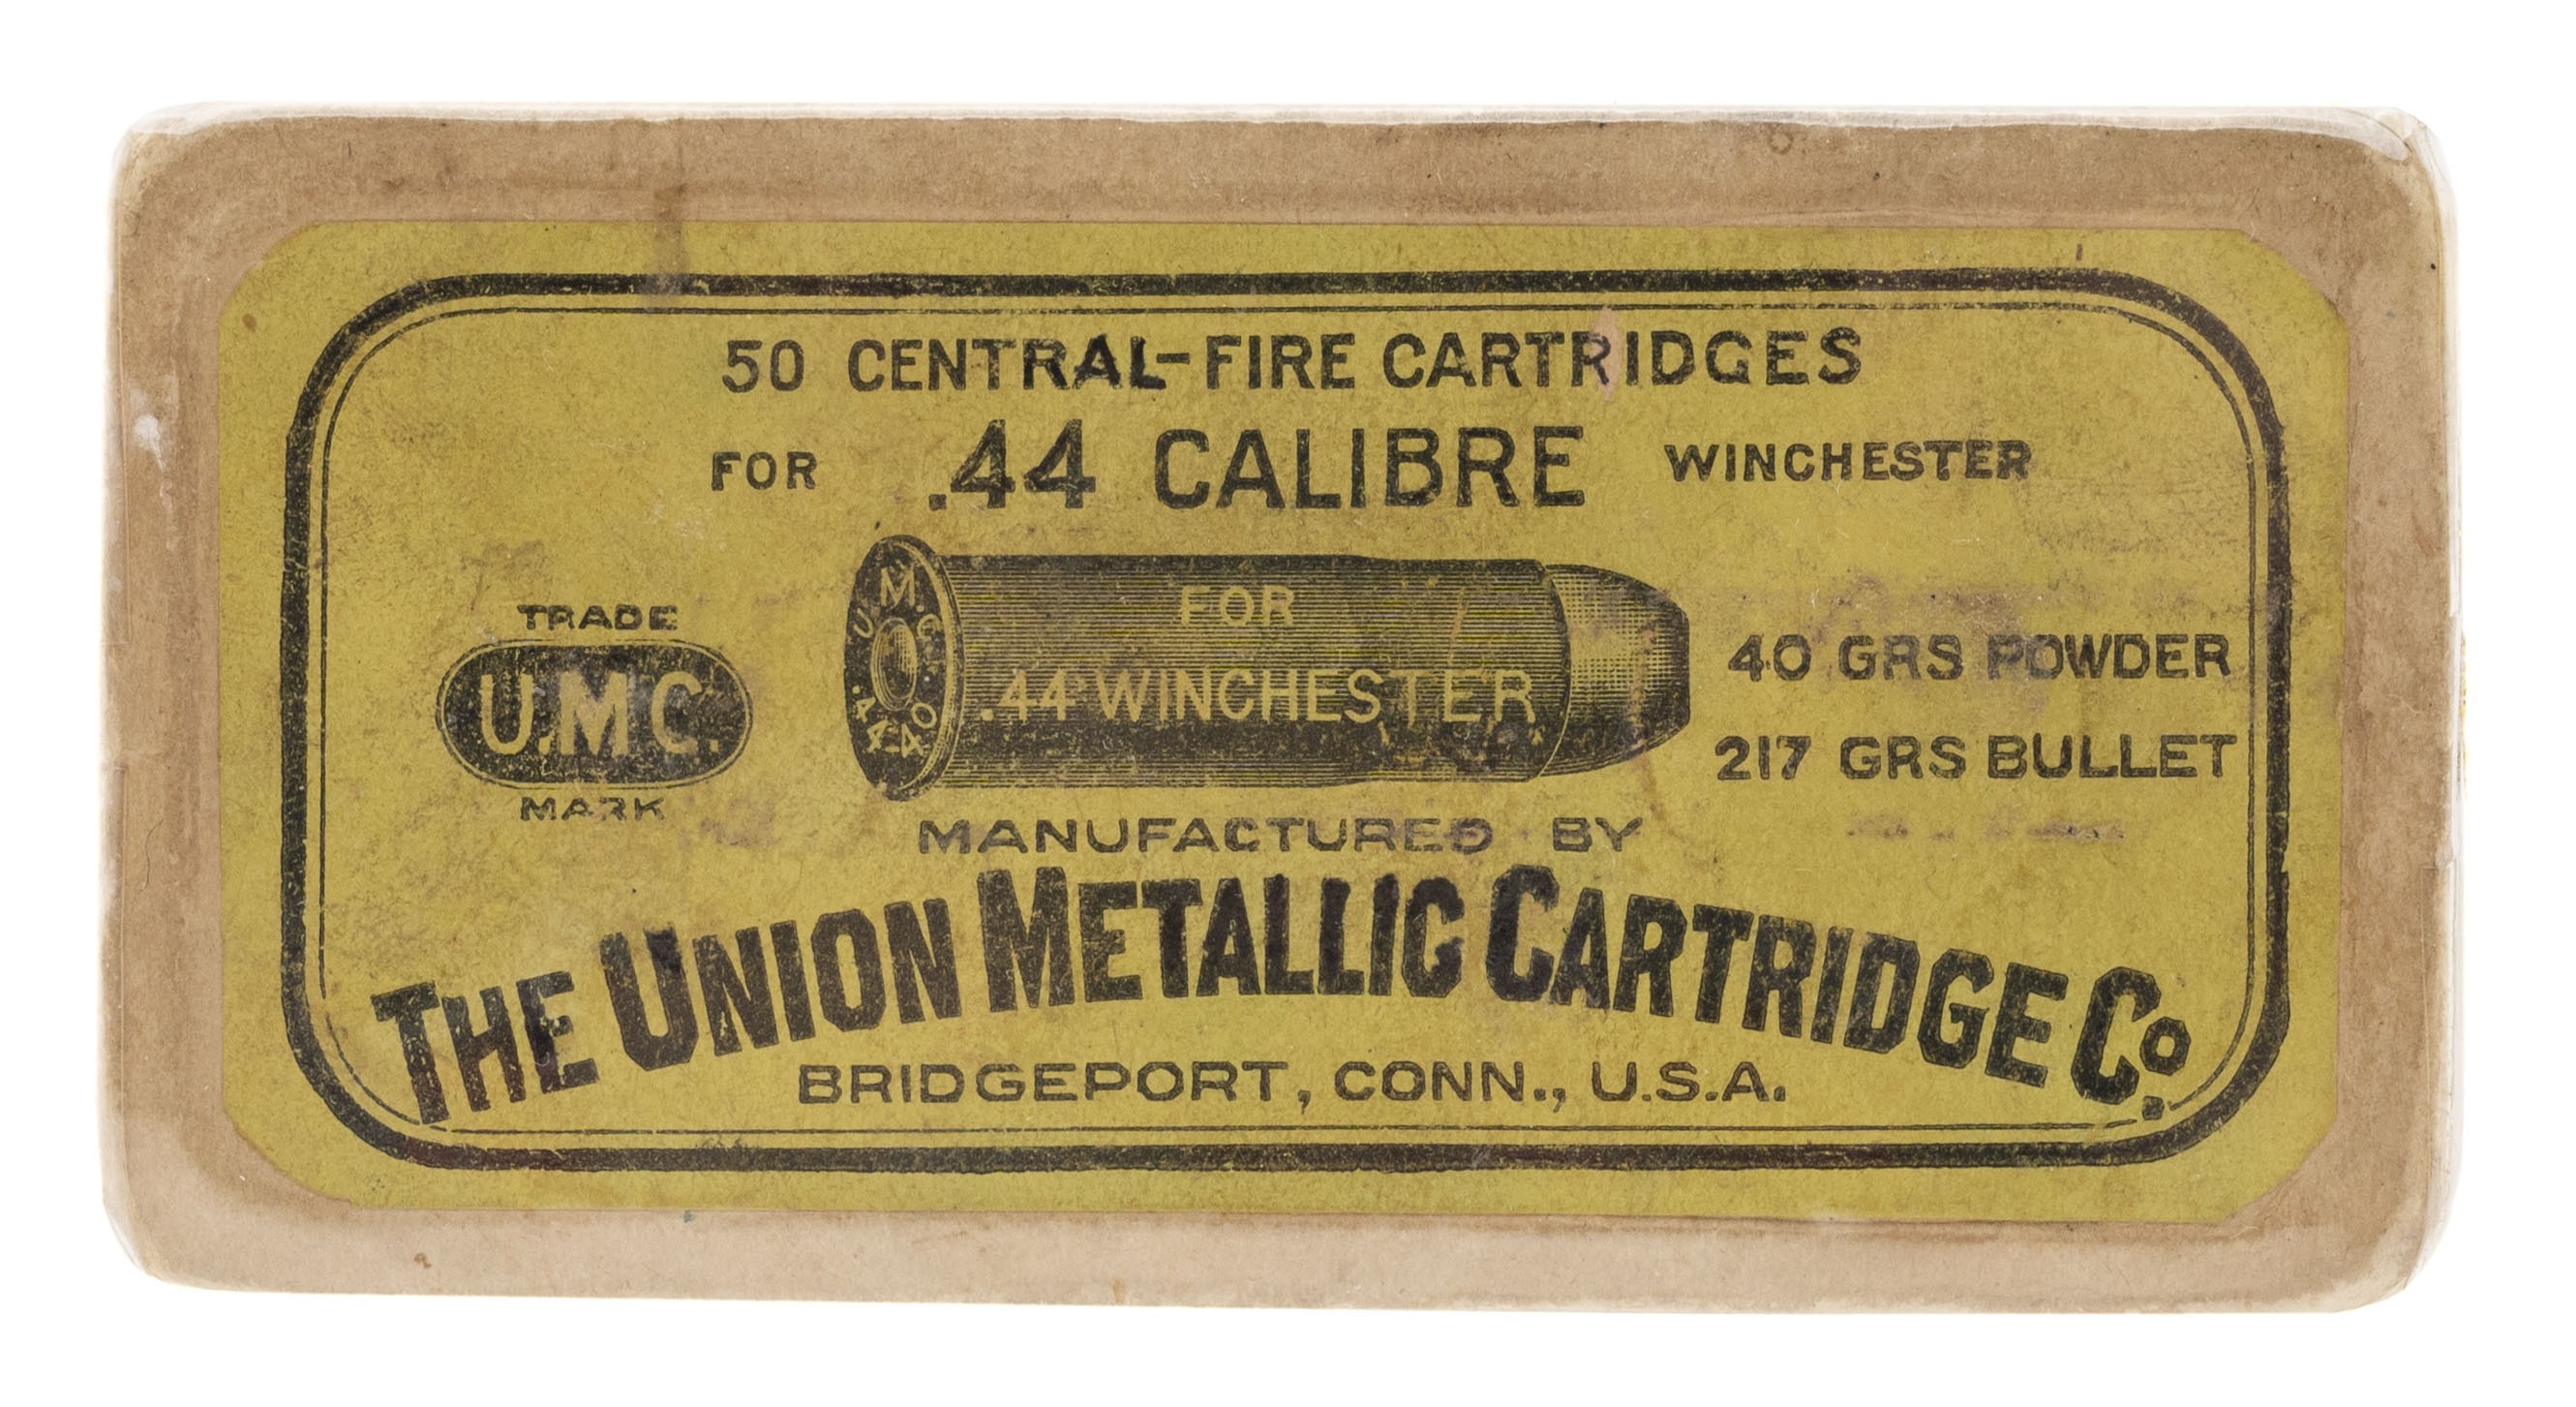 50 CENTRAL-FIRE CARTRIDGES
FOR .44 CALIBRE WINCHESTER
U.M.C.
.44-40
FOR
.44 WINCHESTER
TRADE
U.M.C.
MARK
40 GRS POWDER
217 GRS BULLET
MANUFACTURED BY
THE UNION METALLIC CARTRIDGE CO.
BRIDGEPORT, CONN., U.S.A.